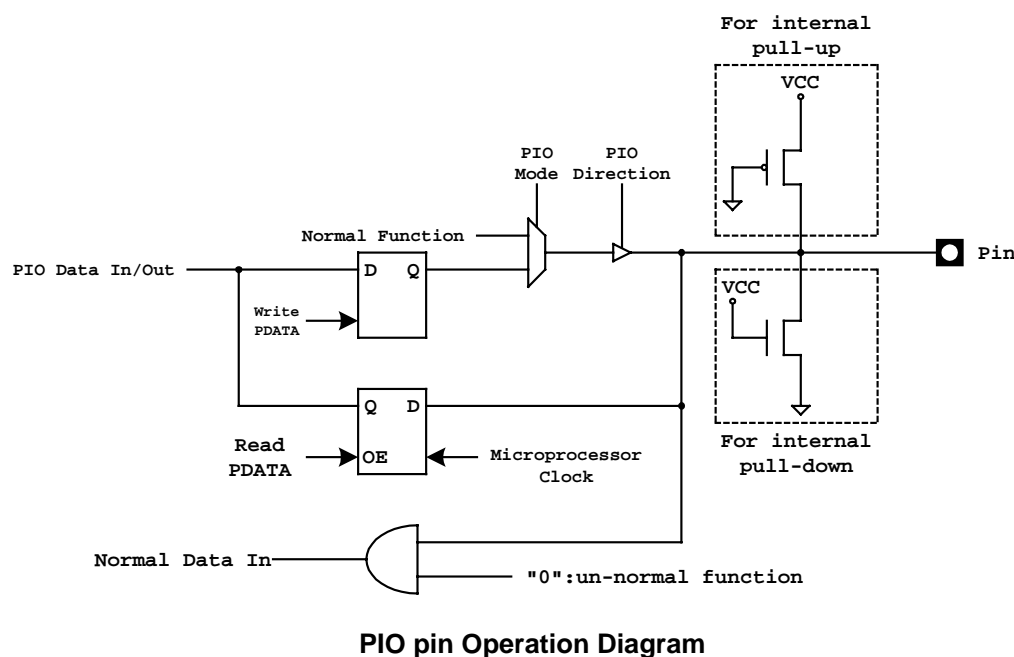 For internal
pull-up
VCC
PIO
Mode
PIO
Direction
Normal Function
PIO Data In/Out
D
Q
Pin
Write
PDATA
VCC
Q
D
Read
PDATA
OE
Microprocessor
Clock
For internal
pull-down
Normal Data In
"0":un-normal function
PIO pin Operation Diagram